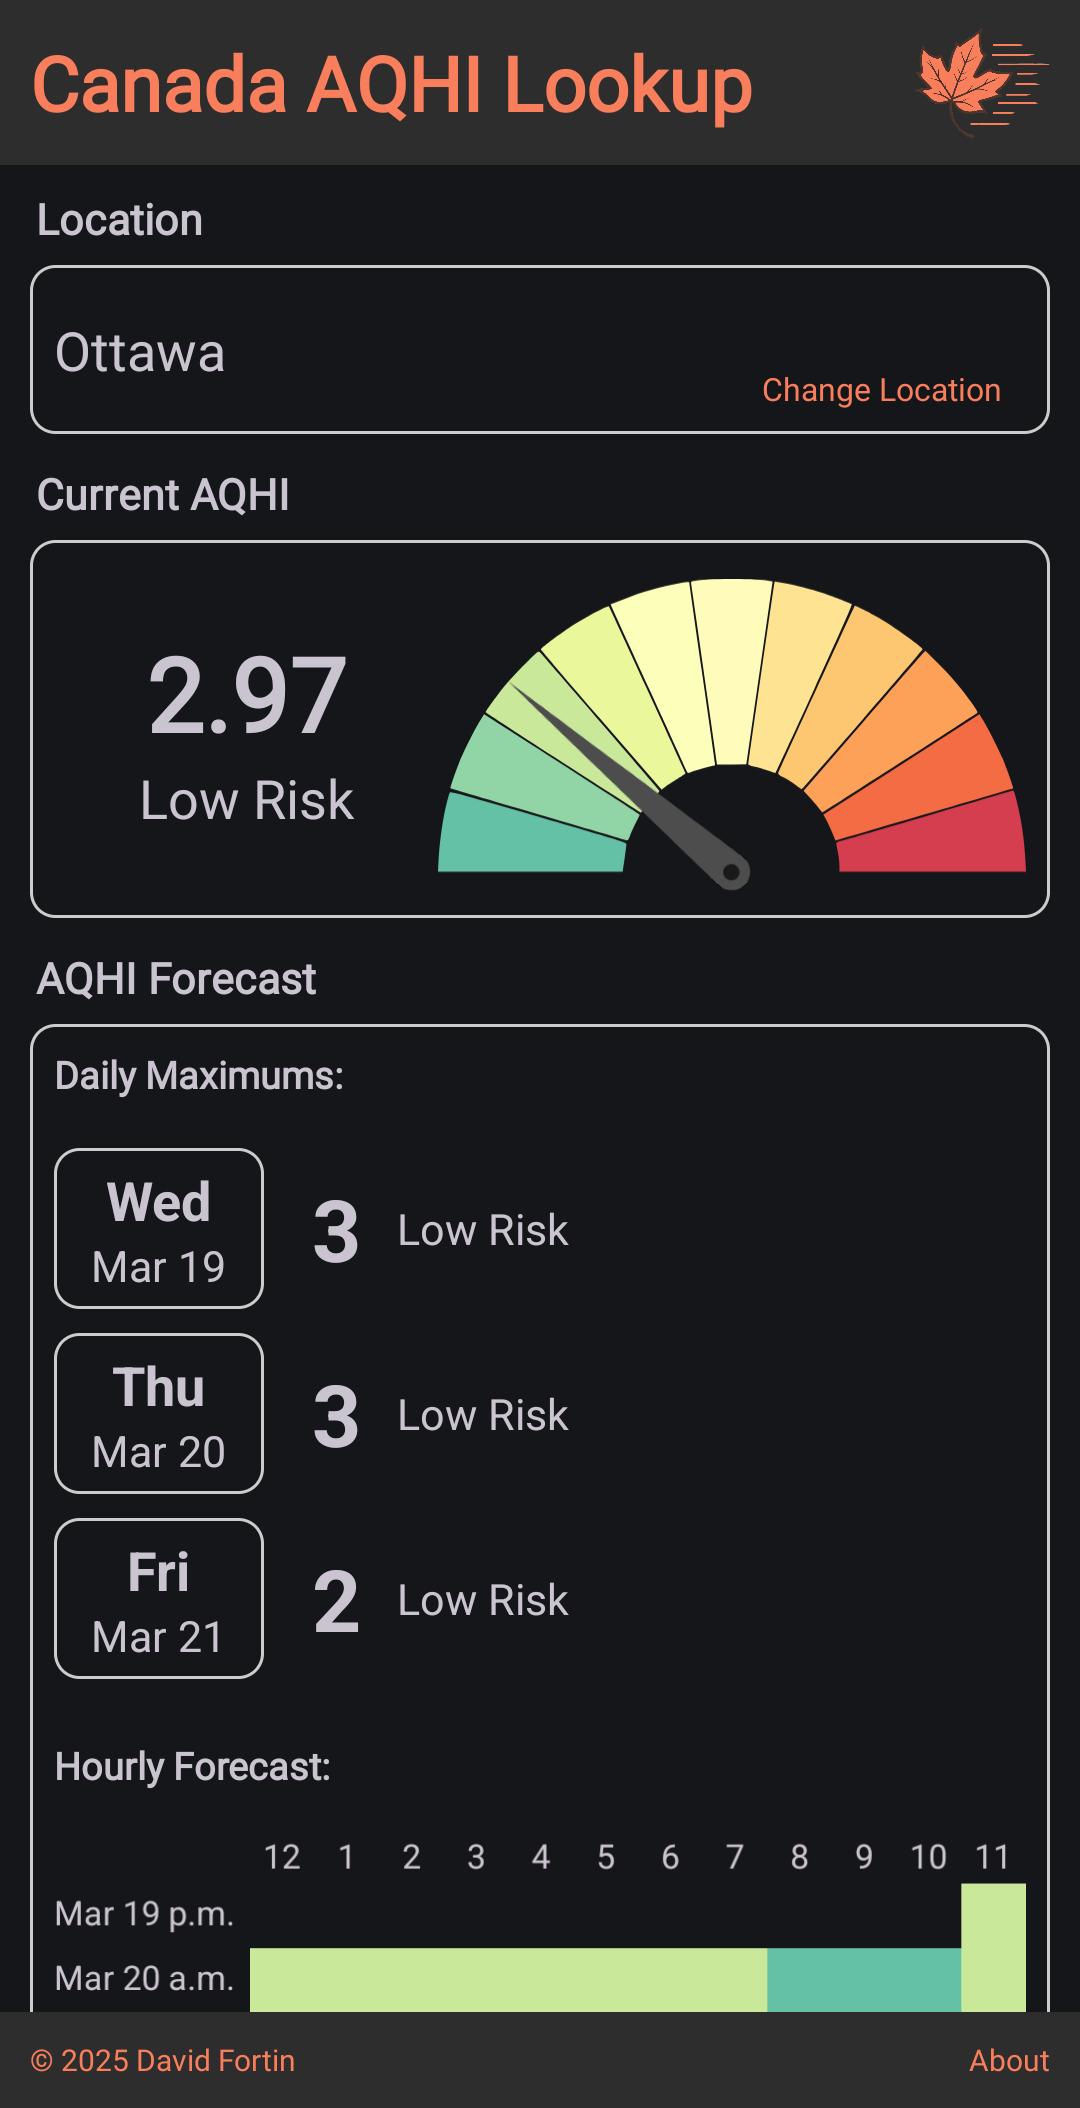 Canada AQHI Lookup
Location
Ottawa
Change Location
Current AQHI
2.97
Low Risk
AQHI Forecast
Daily Maximums:
Wed
Mar 19
3 Low Risk
Thu
Mar 20
3 Low Risk
Fri
Mar 21
2 Low Risk
Hourly Forecast:
12 1 2 3 4 5 6 7 8 9 10 11
Mar 19 p.m.
Mar 20 a.m.
© 2025 David Fortin
About